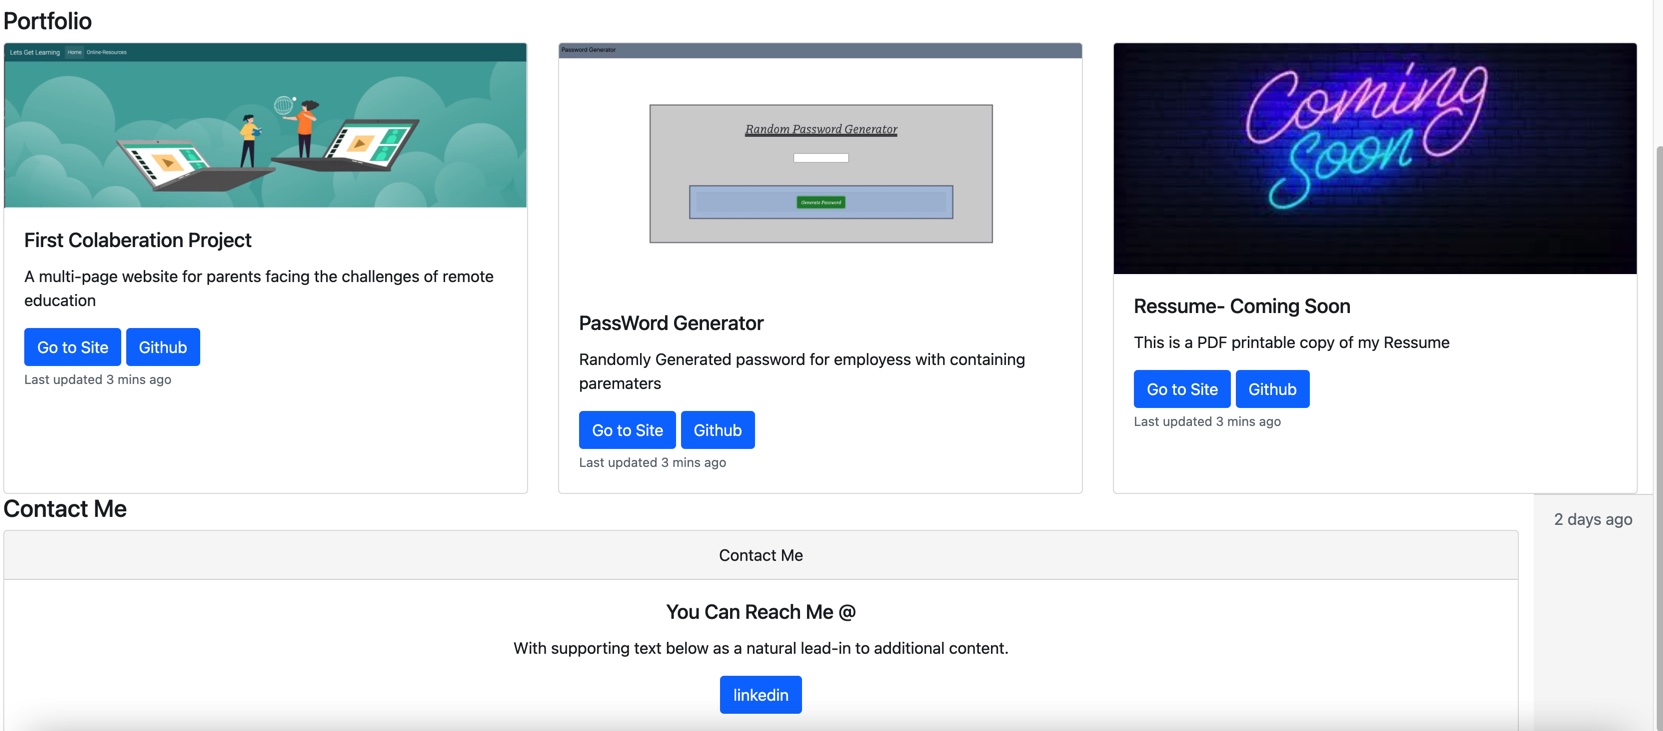 Portfolio
Lets Get Learning Home Online-Resources
First Colaberation Project
A multi-page website for parents facing the challenges of remote
education
Go to Site Github
Last updated 3 mins ago
Password Generator
Random Password Generator
Generate Password
PassWord Generator
Randomly Generated password for employess with containing
parematers
Go to Site Github
Last updated 3 mins ago
Coming
Soon
Ressume- Coming Soon
This is a PDF printable copy of my Ressume
Go to Site Github
Last updated 3 mins ago
Contact Me
2 days ago
Contact Me
You Can Reach Me @
With supporting text below as a natural lead-in to additional content.
linkedin